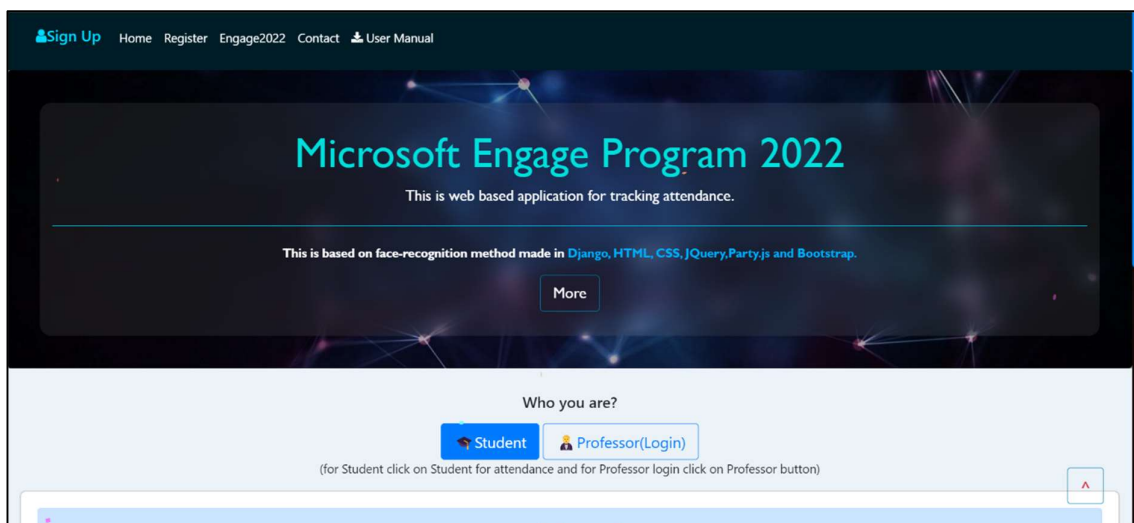 Sign Up Home Register Engage2022 Contact User Manual
Microsoft Engage Program 2022
This is web based application for tracking attendance.
This is based on face-recognition method made in Django, HTML, CSS, JQuery,Party.js and Bootstrap.
More
Who you are?
Student Professor(Login)
(for Student click on Student for attendance and for Professor login click on Professor button)
^